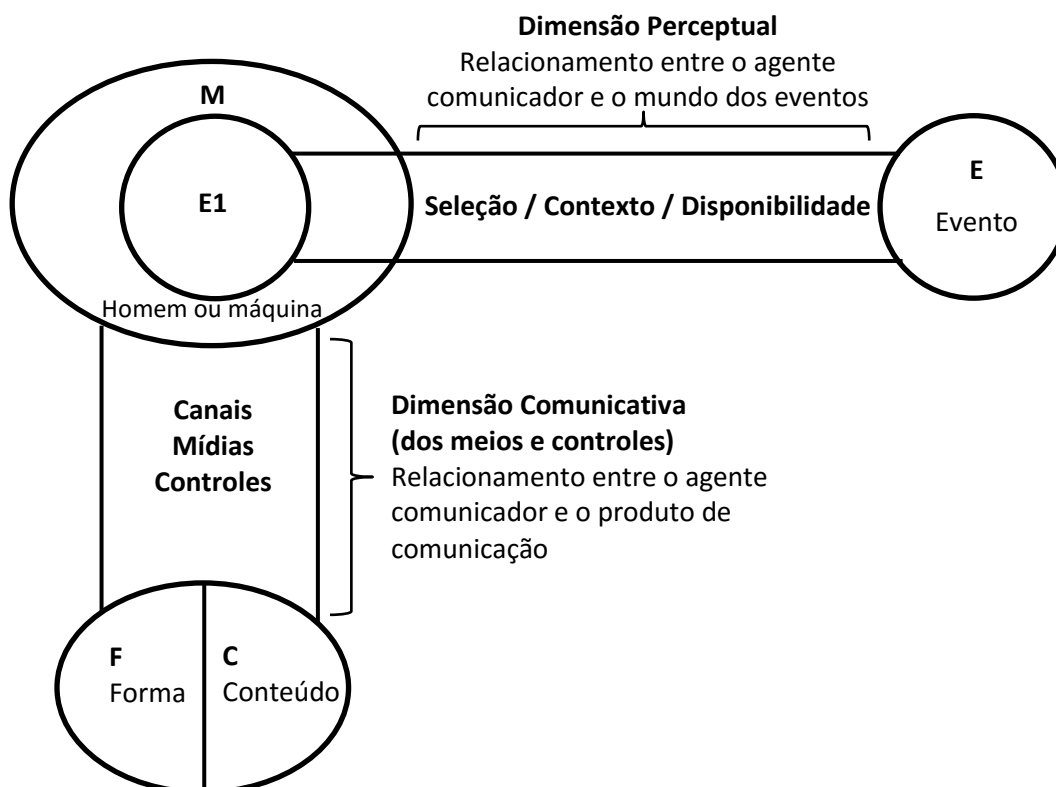 Dimensão Perceptual
Relacionamento entre o agente
comunicador e o mundo dos eventos
M
E1
Homem ou máquina
Seleção / Contexto / Disponibilidade
E
Evento
Canais
Mídias
Controles
Dimensão Comunicativa
(dos meios e controles)
Relacionamento entre o agente
comunicador e o produto de
comunicação
F
Forma
C
Conteúdo